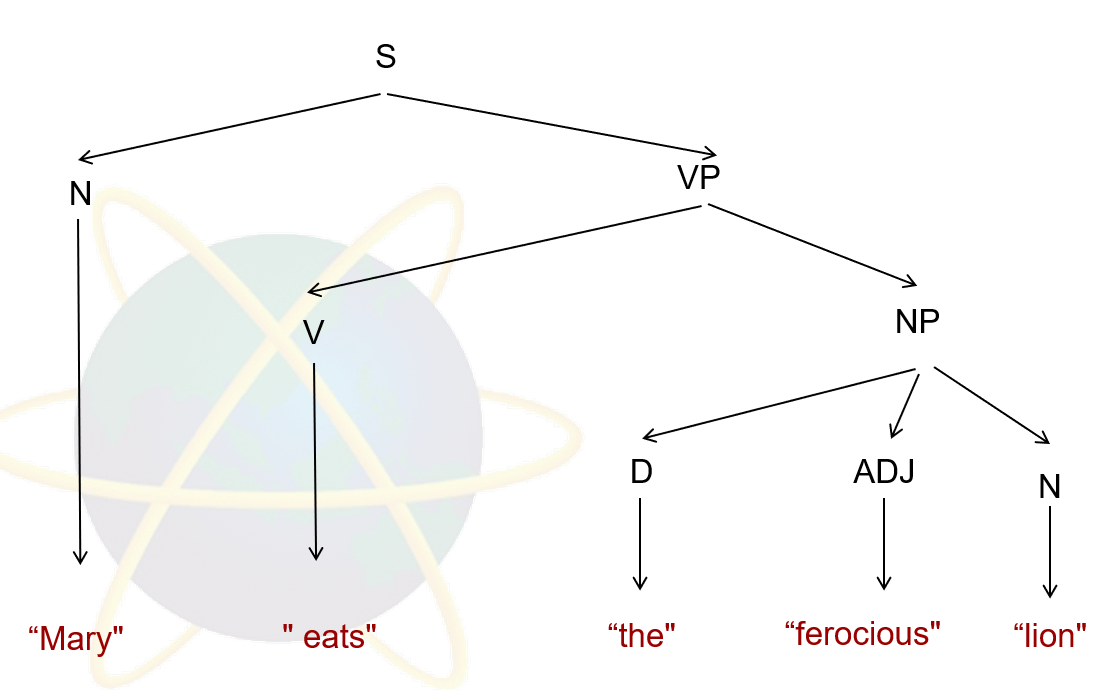 S
N
VP
V
NP
D
ADJ
N
“Mary"
" eats"
“the"
“ferocious"
“lion"